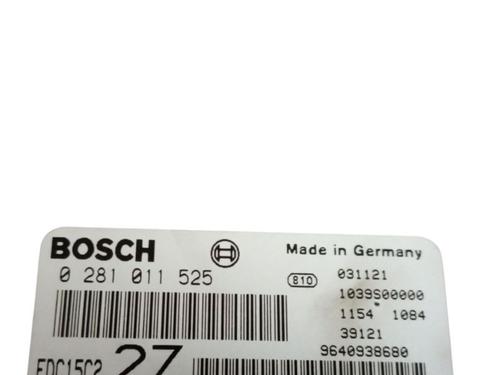 BOSCH
Made in Germany
0 281 011 525
810
031121
1039S00000
1154 1084
39121
9640938680
EDC15C2 27